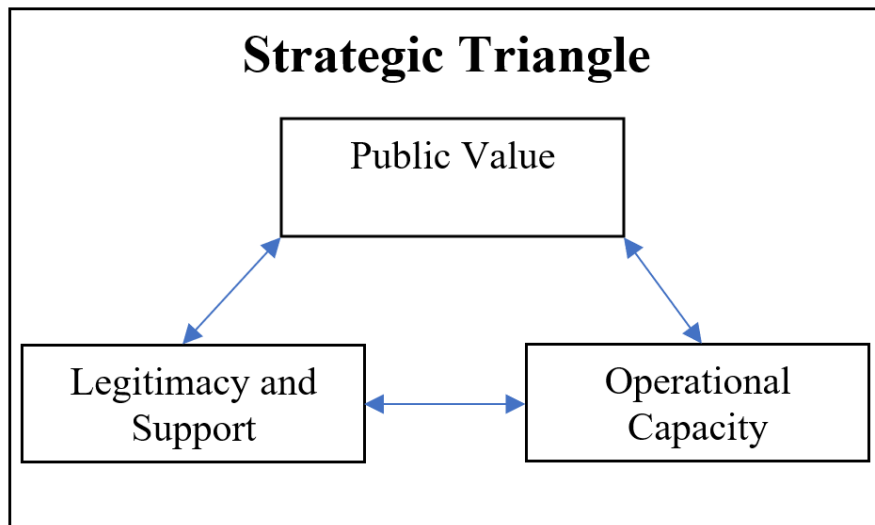 Strategic Triangle
Public Value
Legitimacy and
Support
Operational
Capacity